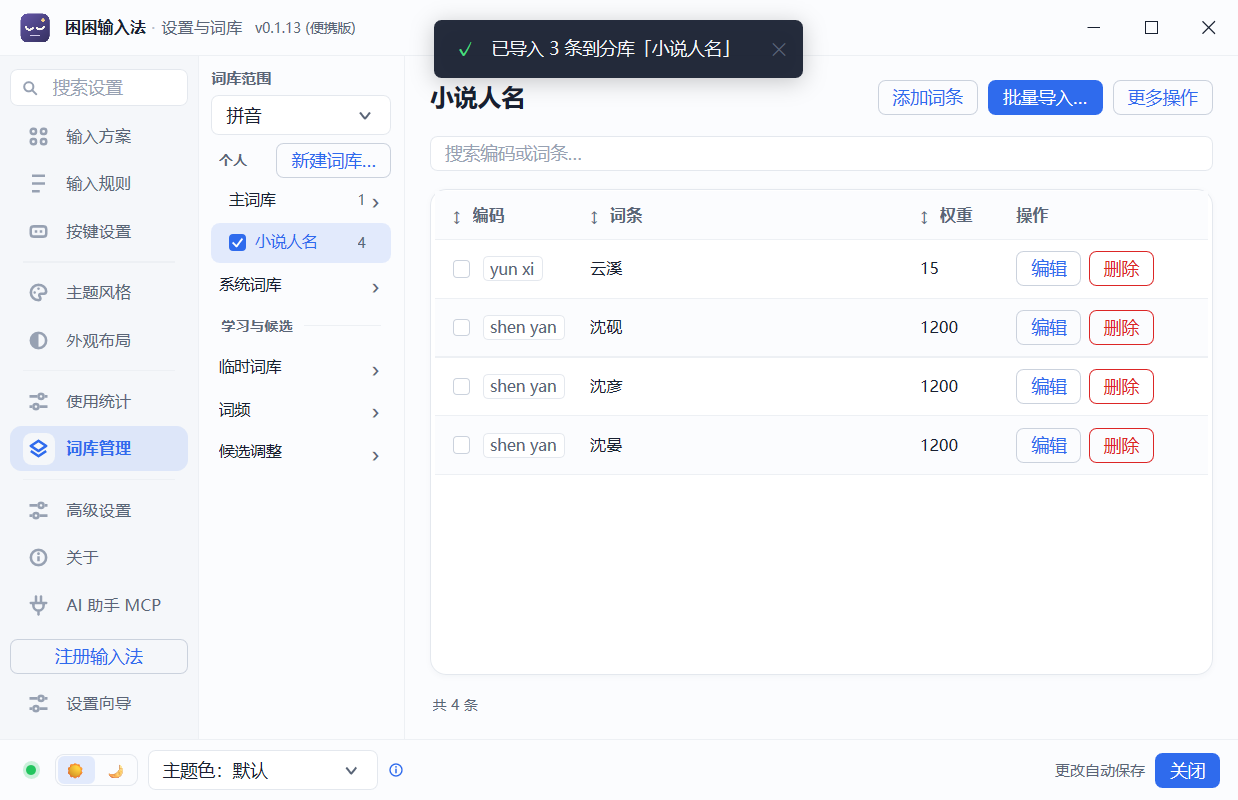 困困输入法 · 设置与词库 v0.1.13 (便携版)
已导入 3 条到分库「小说人名」
搜索设置
输入方案
输入规则
按键设置
主题风格
外观布局
使用统计
词库管理
高级设置
关于
AI 助手 MCP
注册输入法
设置向导
词库范围
拼音
个人 新建词库...
主词库 1
小说人名 4
系统词库
学习与候选
临时词库
词频
候选调整
小说人名 添加词条 批量导入... 更多操作
搜索编码或词条...
编码 词条 权重 操作
yun xi 云溪 15 编辑 删除
shen yan 沈砚 1200 编辑 删除
shen yan 沈彦 1200 编辑 删除
shen yan 沈晏 1200 编辑 删除
共 4 条
主题色：默认
更改自动保存 关闭